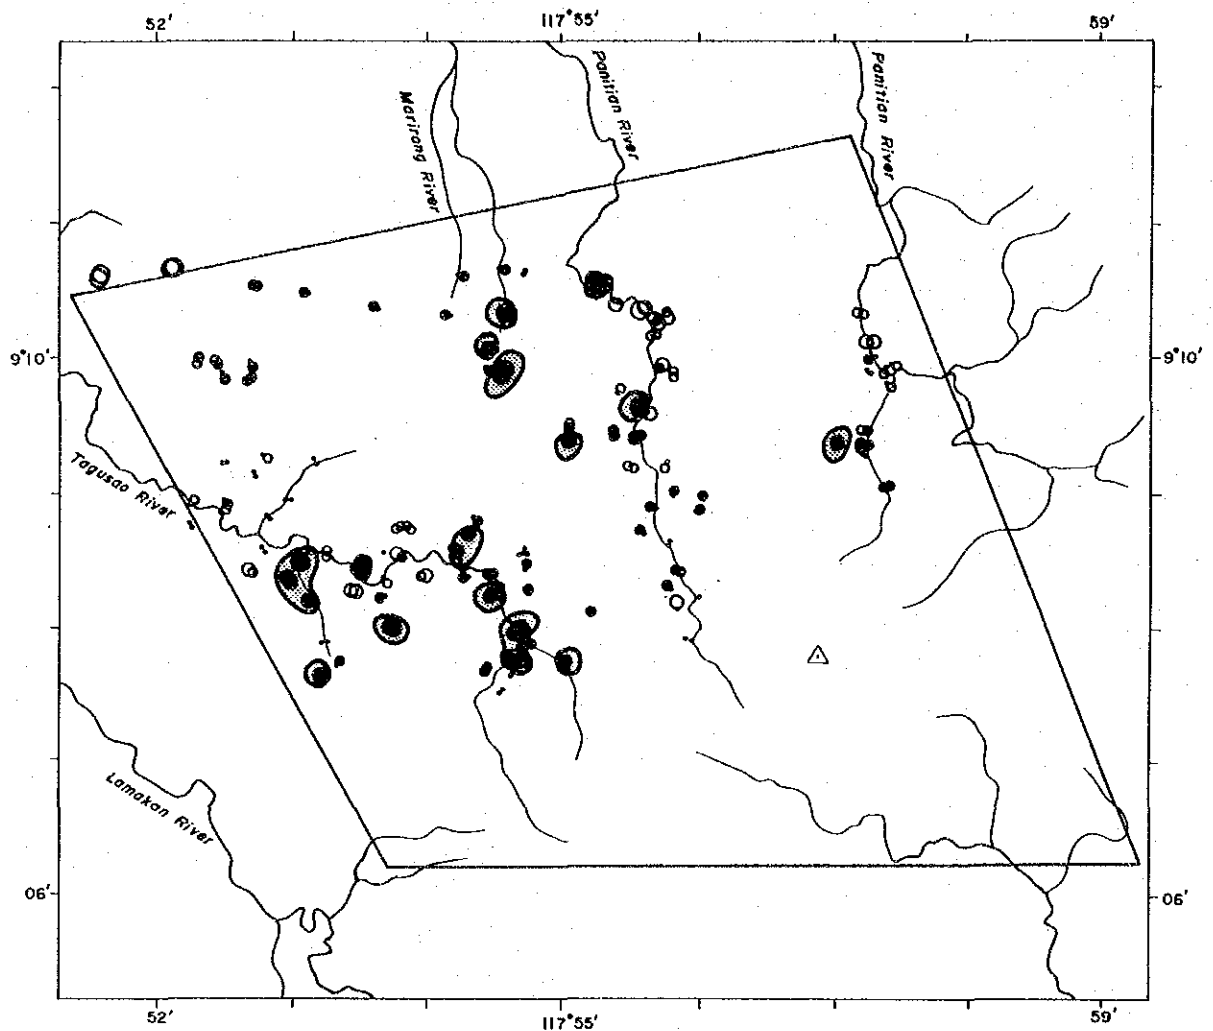 52'
117°55'
59'
Panitian River
Panitian River
Marirong River
9°10'
9°10'
Tagusao River
Lamakan River
06'
06'
52'
117°55'
59'